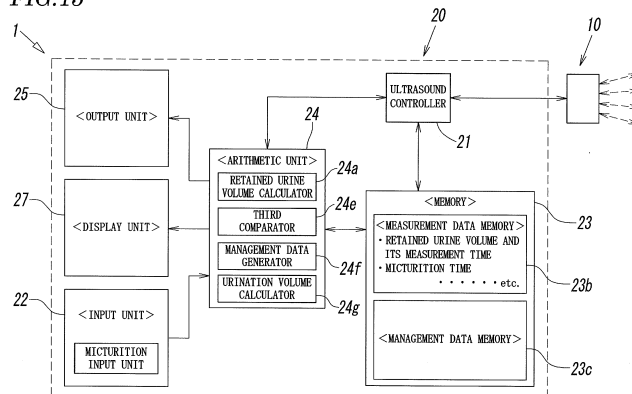 FIG.13
1
20
10
25
<OUTPUT UNIT>
ULTRASOUND
CONTROLLER
21
24
<ARITHMETIC UNIT>
RETAINED URINE
VOLUME CALCULATOR
24a
THIRD
COMPARATOR
24e
MANAGEMENT DATA
GENERATOR
24f
URINATION VOLUME
CALCULATOR
24g
27
<DISPLAY UNIT>
22
<INPUT UNIT>
MICTURITION
INPUT UNIT
<MEMORY>
23
<MEASUREMENT DATA MEMORY>
・RETAINED URINE VOLUME AND
ITS MEASUREMENT TIME
・MICTURITION TIME
・・・・・・etc.
23b
<MANAGEMENT DATA MEMORY>
23c